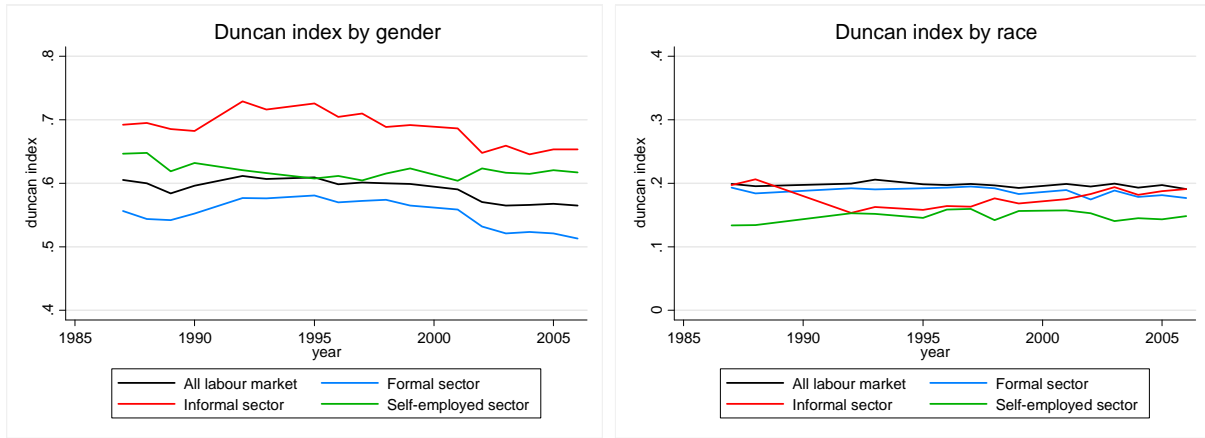 Duncan index by gender
duncan index
.8
.7
.6
.5
.4
1985 1990 1995 2000 2005
year
All labour market Formal sector
Informal sector Self-employed sector
Duncan index by race
duncan index
.4
.3
.2
.1
0
1985 1990 1995 2000 2005
year
All labour market Formal sector
Informal sector Self-employed sector